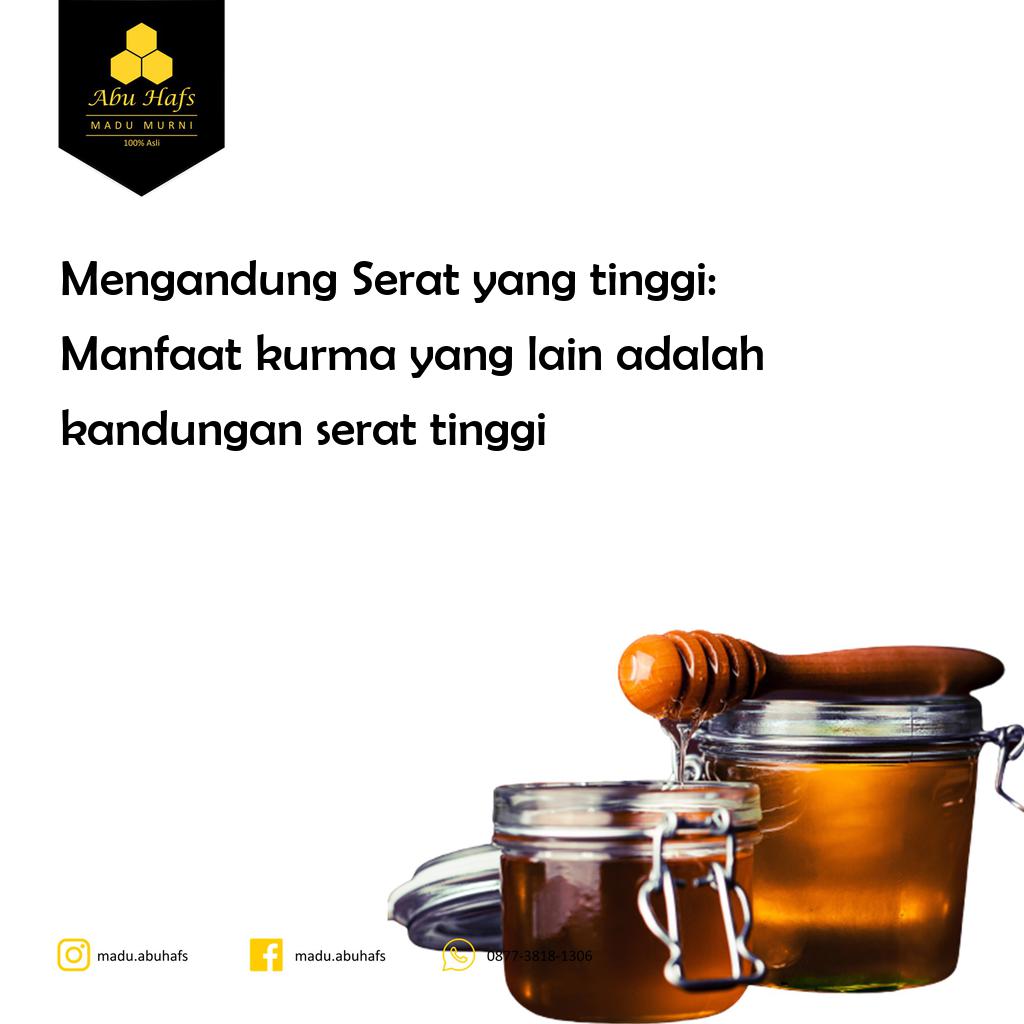 Abu Hafs
MADU MURNI
100% Asli
Mengandung Serat yang tinggi:
Manfaat kurma yang lain adalah
kandungan serat tinggi
madu.abuhafs
madu.abuhafs
0877-3818-1306